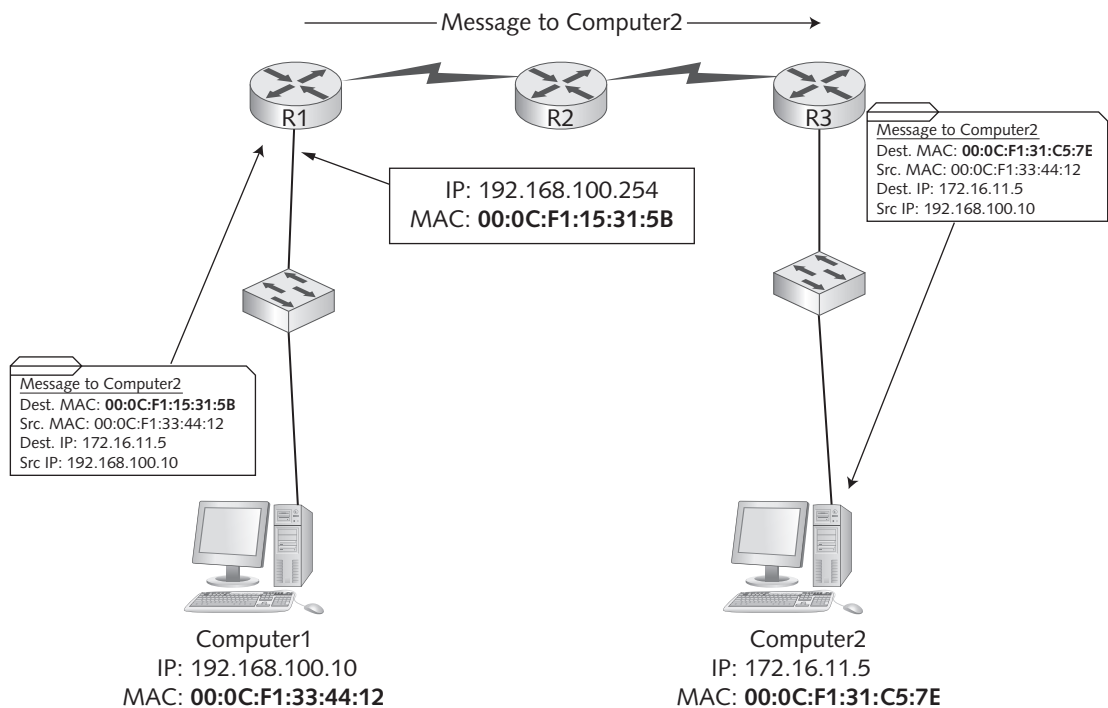 Message to Computer2
R1
R2
R3
Message to Computer2
Dest. MAC: 00:0C:F1:31:C5:7E
Src. MAC: 00:0C:F1:33:44:12
Dest. IP: 172.16.11.5
Src IP: 192.168.100.10
IP: 192.168.100.254
MAC: 00:0C:F1:15:31:5B
Message to Computer2
Dest. MAC: 00:0C:F1:15:31:5B
Src. MAC: 00:0C:F1:33:44:12
Dest. IP: 172.16.11.5
Src IP: 192.168.100.10
Computer1
IP: 192.168.100.10
MAC: 00:0C:F1:33:44:12
Computer2
IP: 172.16.11.5
MAC: 00:0C:F1:31:C5:7E